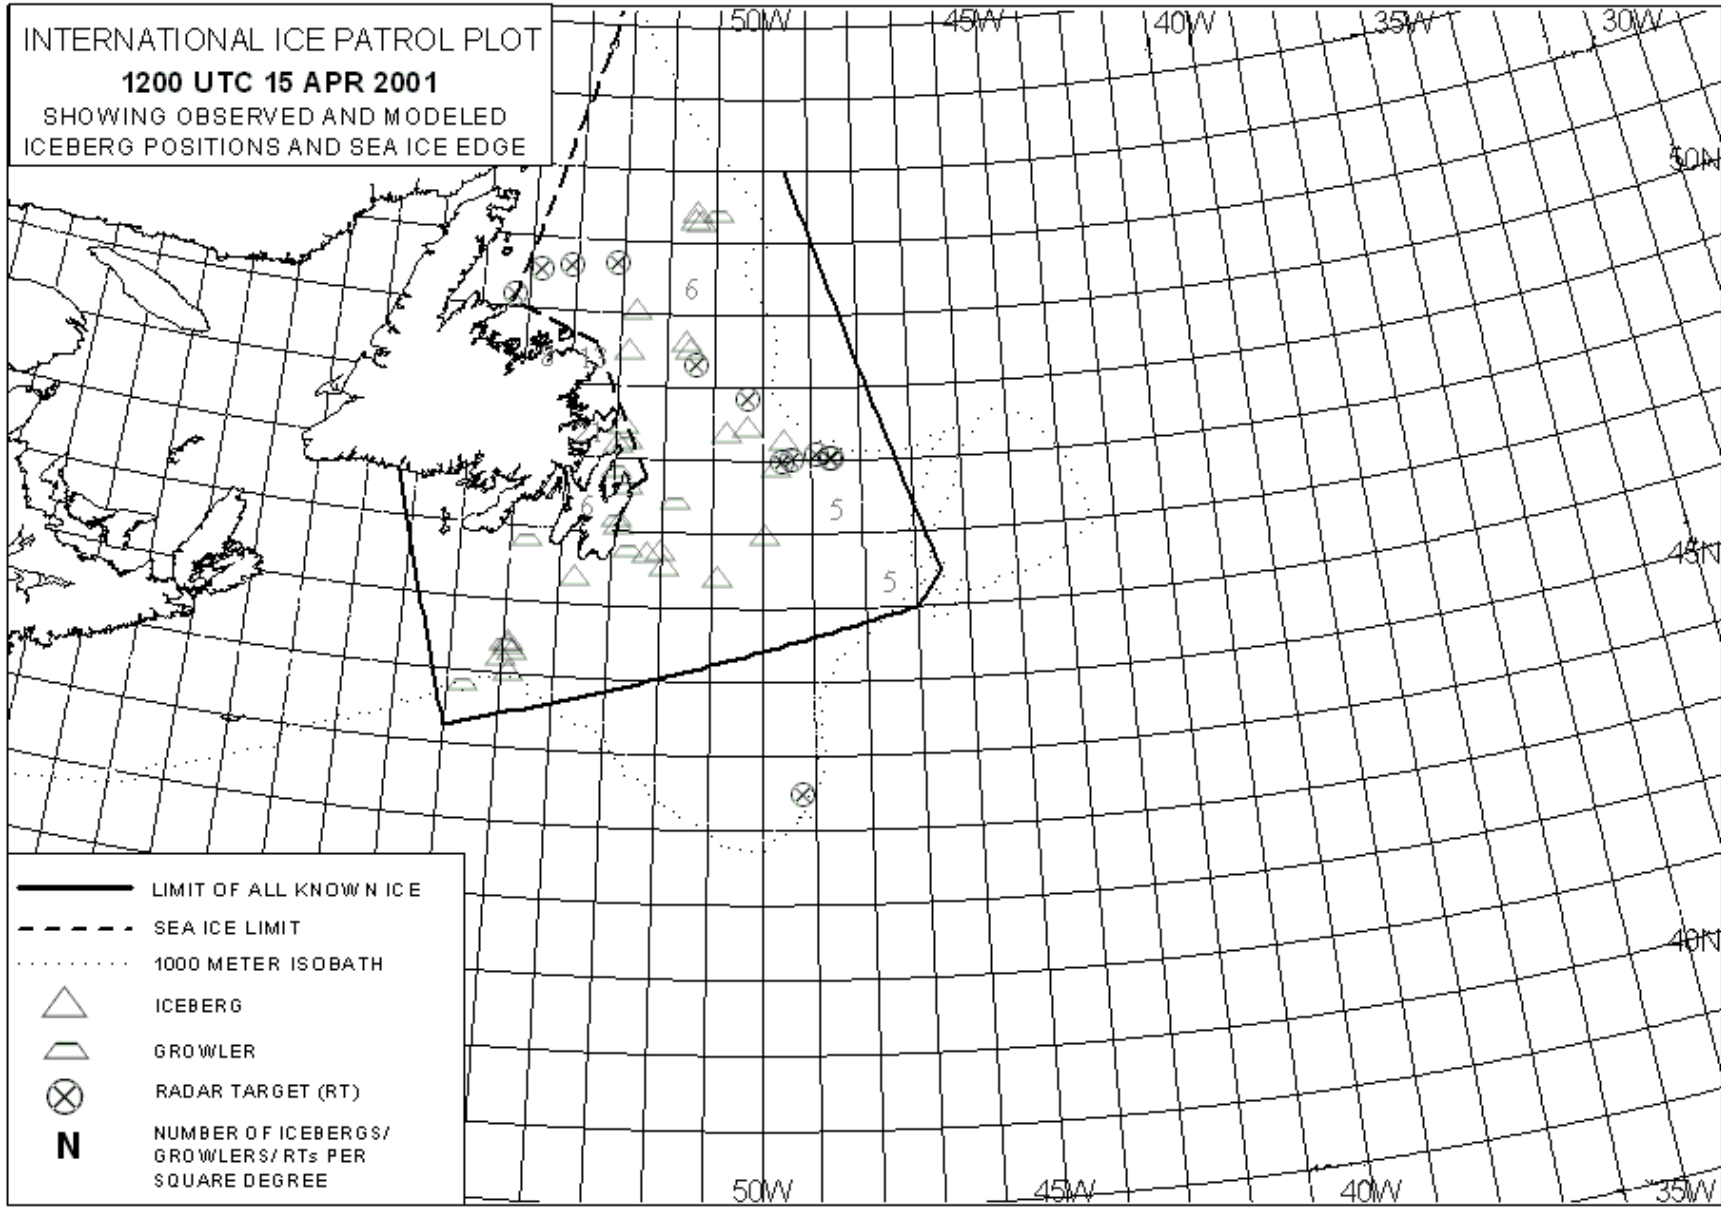 INTERNATIONAL ICE PATROL PLOT
1200 UTC 15 APR 2001
SHOWING OBSERVED AND MODELED
ICEBERG POSITIONS AND SEA ICE EDGE
50W 45W 40W 35W 30W
50N
6
6
5
45N
5
LIMIT OF ALL KNOWN ICE
SEA ICE LIMIT
1000 METER ISOBATH
40N
ICEBERG
GROWLER
RADAR TARGET (RT)
N NUMBER OF ICEBERGS/
GROWLERS/RTs PER
SQUARE DEGREE
50W 45W 40W 35W